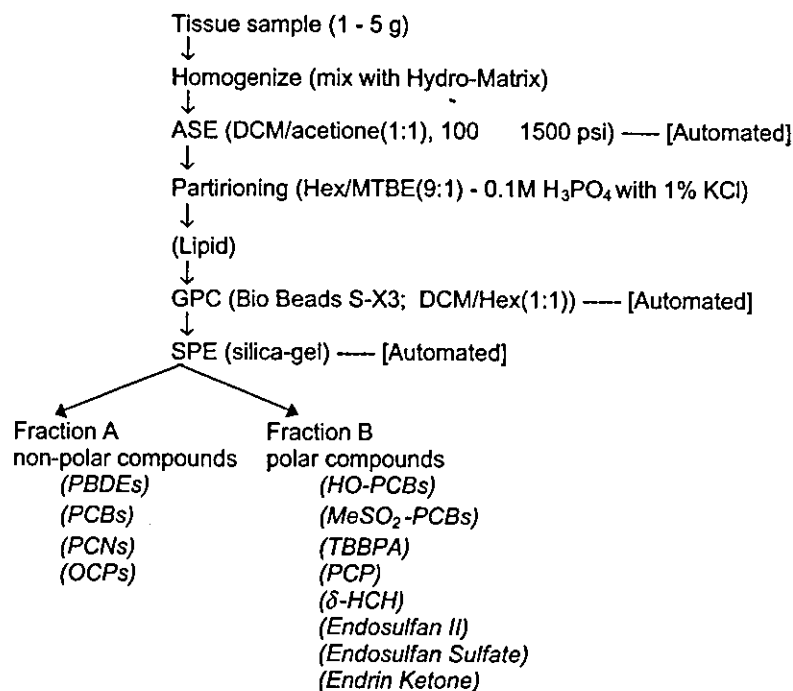 Tissue sample (1 - 5 g)
↓
Homogenize (mix with Hydro-Matrix)
↓
ASE (DCM/acetione(1:1), 100 1500 psi) ---- [Automated]
↓
Partirioning (Hex/MTBE(9:1) - 0.1M H₃PO₄ with 1% KCl)
↓
(Lipid)
↓
GPC (Bio Beads S-X3; DCM/Hex(1:1)) ---- [Automated]
↓
SPE (silica-gel) ---- [Automated]
Fraction A
non-polar compounds
(PBDEs)
(PCBs)
(PCNs)
(OCPs)
Fraction B
polar compounds
(HO-PCBs)
(MeSO₂-PCBs)
(TBBPA)
(PCP)
(δ-HCH)
(Endosulfan II)
(Endosulfan Sulfate)
(Endrin Ketone)